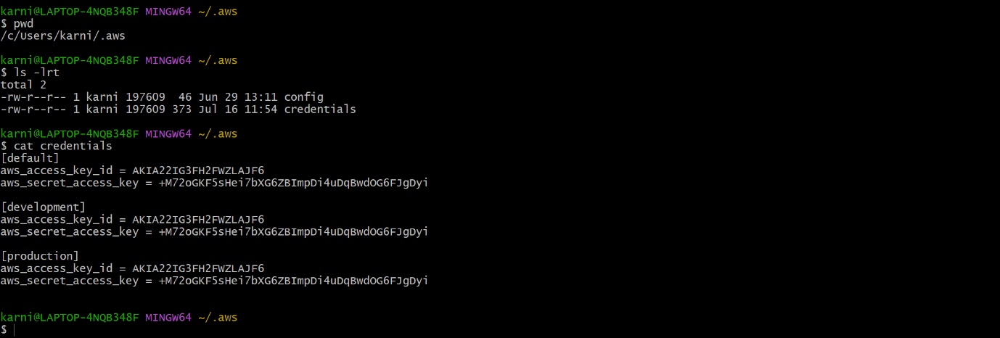 karni@LAPTOP-4NQB348F MINGW64 ~/.aws
$ pwd
/c/Users/karni/.aws
karni@LAPTOP-4NQB348F MINGW64 ~/.aws
$ ls -lrt
total 2
-rw-r--r-- 1 karni 197609  46 Jun 29 13:11 config
-rw-r--r-- 1 karni 197609 373 Jul 16 11:54 credentials
karni@LAPTOP-4NQB348F MINGW64 ~/.aws
$ cat credentials
[default]
aws_access_key_id = AKIA22IG3FH2FWZLAJF6
aws_secret_access_key = +M72oGKF5sHei7bXG6ZBImpDi4uDqBwdOG6FJgDyi
[development]
aws_access_key_id = AKIA22IG3FH2FWZLAJF6
aws_secret_access_key = +M72oGKF5sHei7bXG6ZBImpDi4uDqBwdOG6FJgDyi
[production]
aws_access_key_id = AKIA22IG3FH2FWZLAJF6
aws_secret_access_key = +M72oGKF5sHei7bXG6ZBImpDi4uDqBwdOG6FJgDyi
karni@LAPTOP-4NQB348F MINGW64 ~/.aws
$